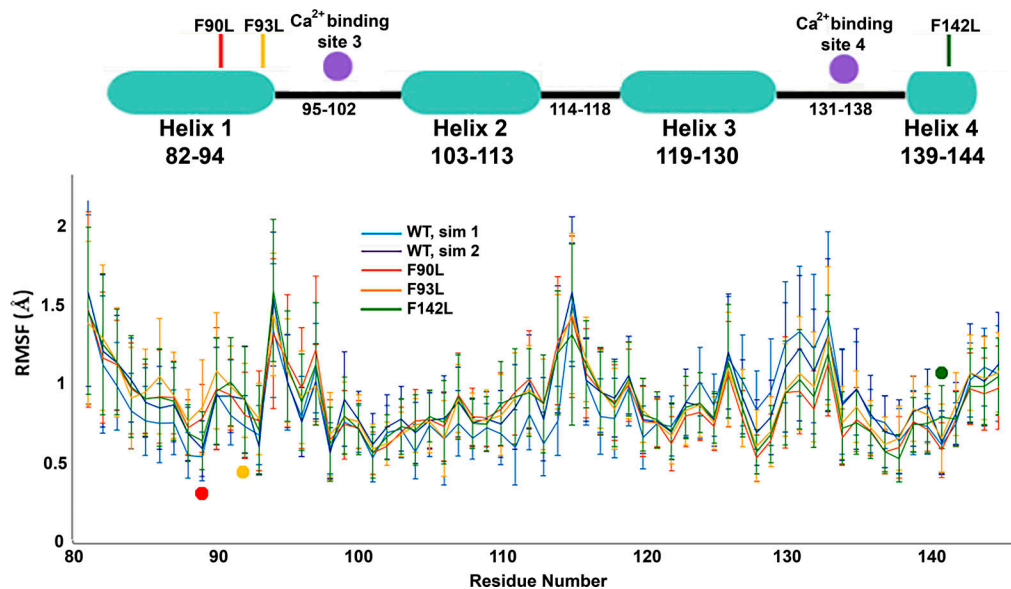 F90L F93L Ca2+ binding Ca2+ binding F142L
site 3 site 4
95-102 114-118 131-138
Helix 1 Helix 2 Helix 3 Helix 4
82-94 103-113 119-130 139-144
WT, sim 1
WT, sim 2
F90L
F93L
F142L
RMSF (Å)
2
1.5
1
0.5
0
80 90 100 110 120 130 140
Residue Number